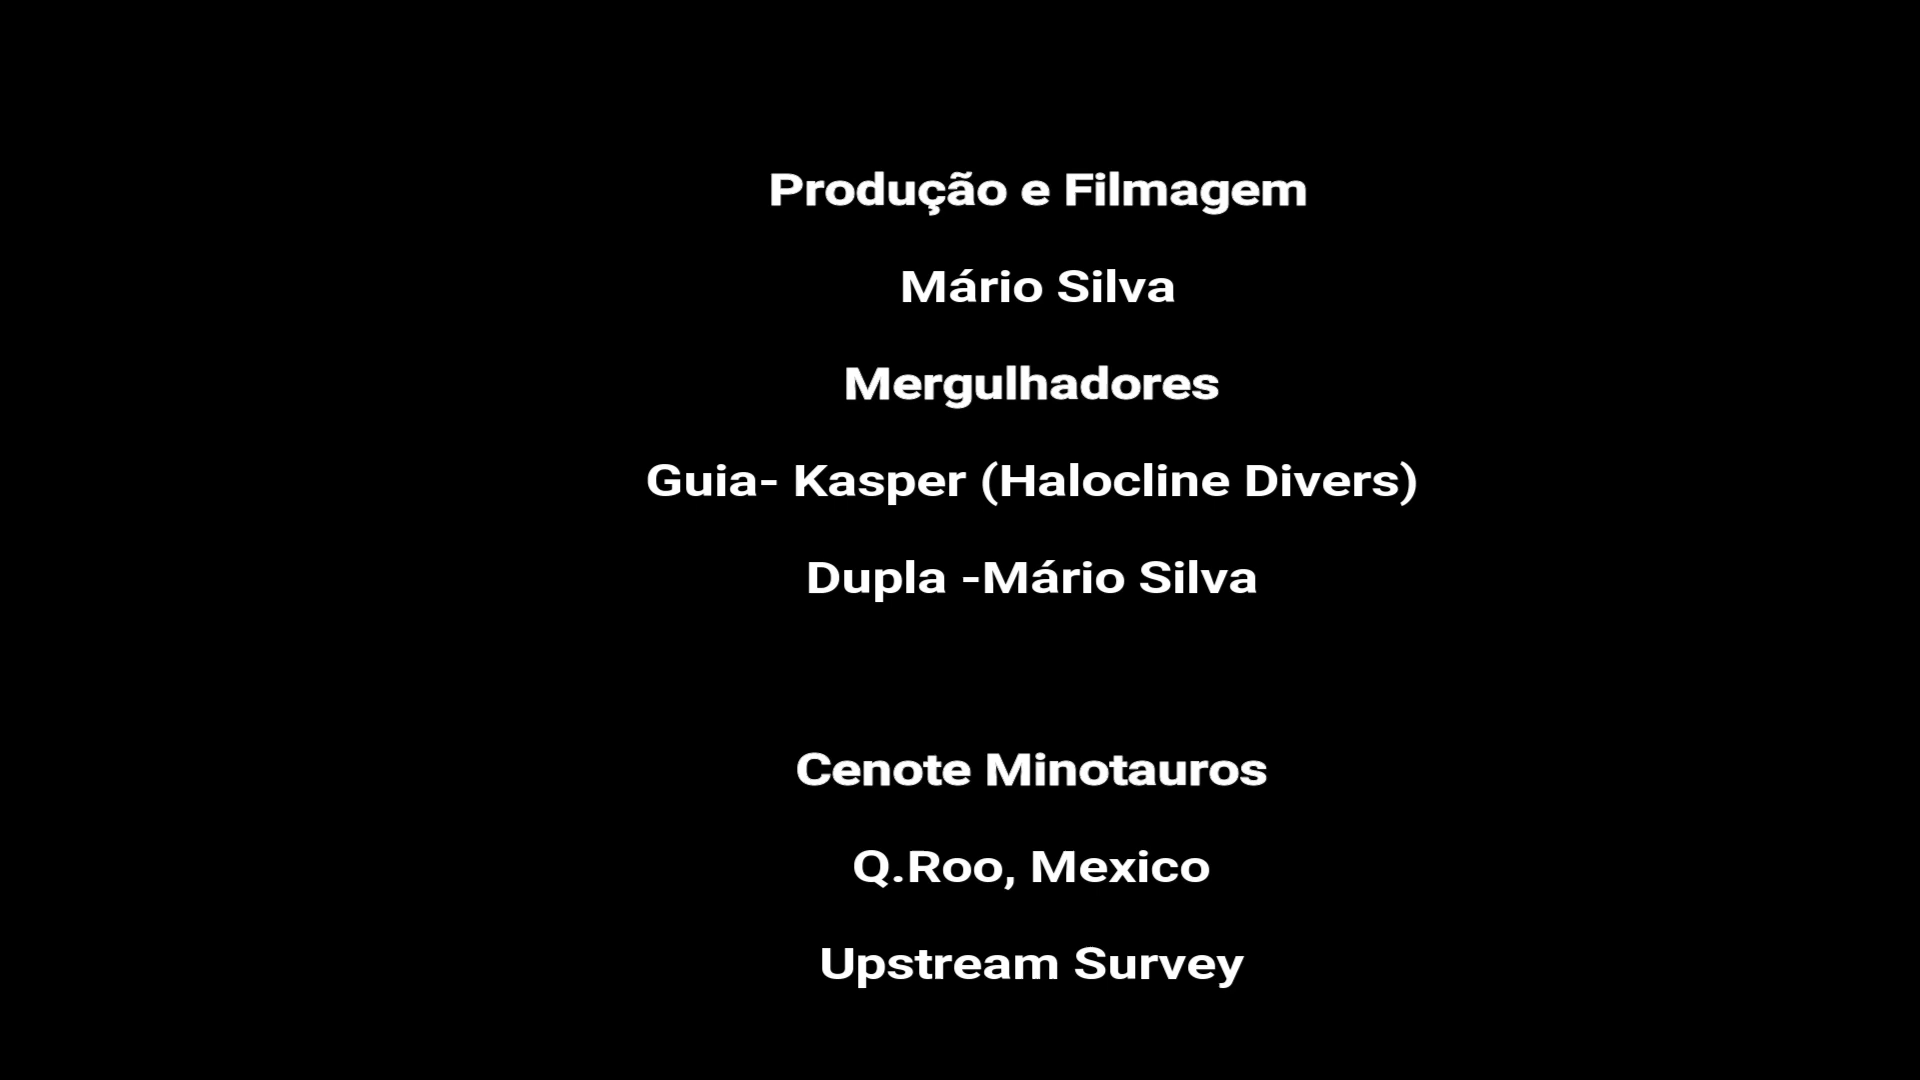 Produção e Filmagem
Mário Silva
Mergulhadores
Guia- Kasper (Halocline Divers)
Dupla -Mário Silva
Cenote Minotauros
Q.Roo, Mexico
Upstream Survey